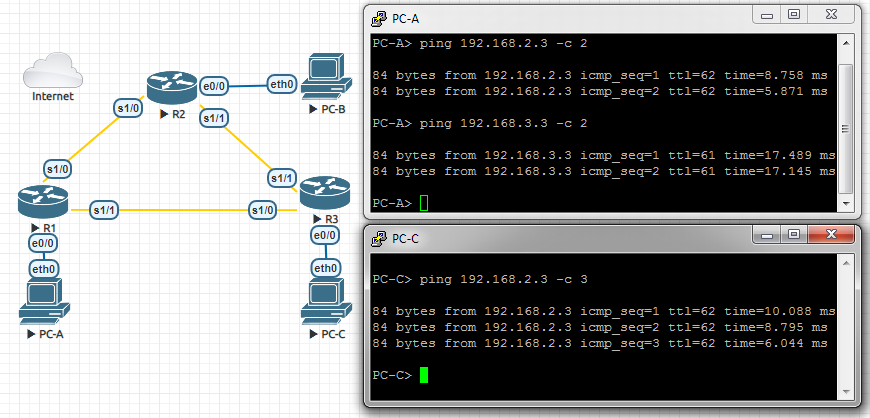 Internet
R2
e0/0
eth0
PC-B
s1/0
s1/1
s1/0
s1/1
R1
s1/1
s1/0
R3
e0/0
e0/0
eth0
eth0
PC-A
PC-C
PC-A
PC-A> ping 192.168.2.3 -c 2
84 bytes from 192.168.2.3 icmp_seq=1 ttl=62 time=8.758 ms
84 bytes from 192.168.2.3 icmp_seq=2 ttl=62 time=5.871 ms
PC-A> ping 192.168.3.3 -c 2
84 bytes from 192.168.3.3 icmp_seq=1 ttl=61 time=17.489 ms
84 bytes from 192.168.3.3 icmp_seq=2 ttl=61 time=17.145 ms
PC-A>
PC-C
PC-C> ping 192.168.2.3 -c 3
84 bytes from 192.168.2.3 icmp_seq=1 ttl=62 time=10.088 ms
84 bytes from 192.168.2.3 icmp_seq=2 ttl=62 time=8.795 ms
84 bytes from 192.168.2.3 icmp_seq=3 ttl=62 time=6.044 ms
PC-C>